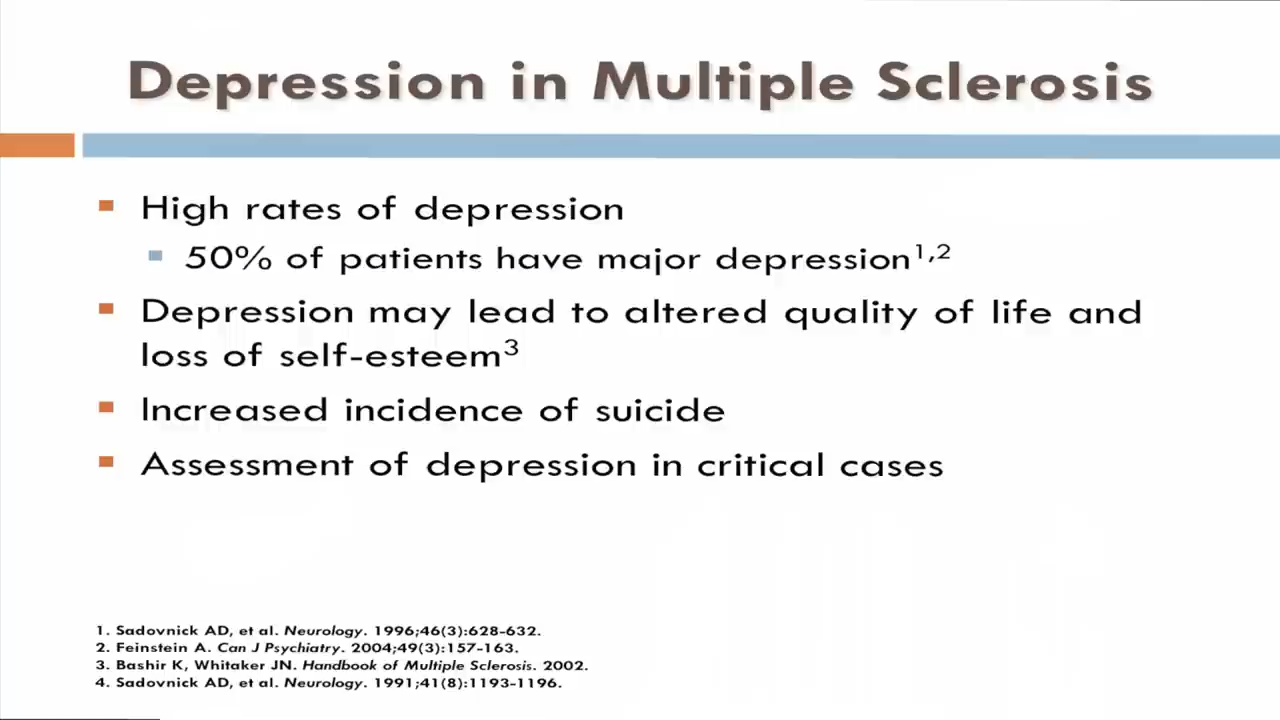 Depression in Multiple Sclerosis
High rates of depression
50% of patients have major depression1,2
Depression may lead to altered quality of life and
loss of self-esteem3
Increased incidence of suicide
Assessment of depression in critical cases
1. Sadovnick AD, et al. Neurology. 1996;46(3):628-632.
2. Feinstein A. Can J Psychiatry. 2004;49(3):157-163.
3. Bashir K, Whitaker JN. Handbook of Multiple Sclerosis. 2002.
4. Sadovnick AD, et al. Neurology. 1991;41(8):1193-1196.